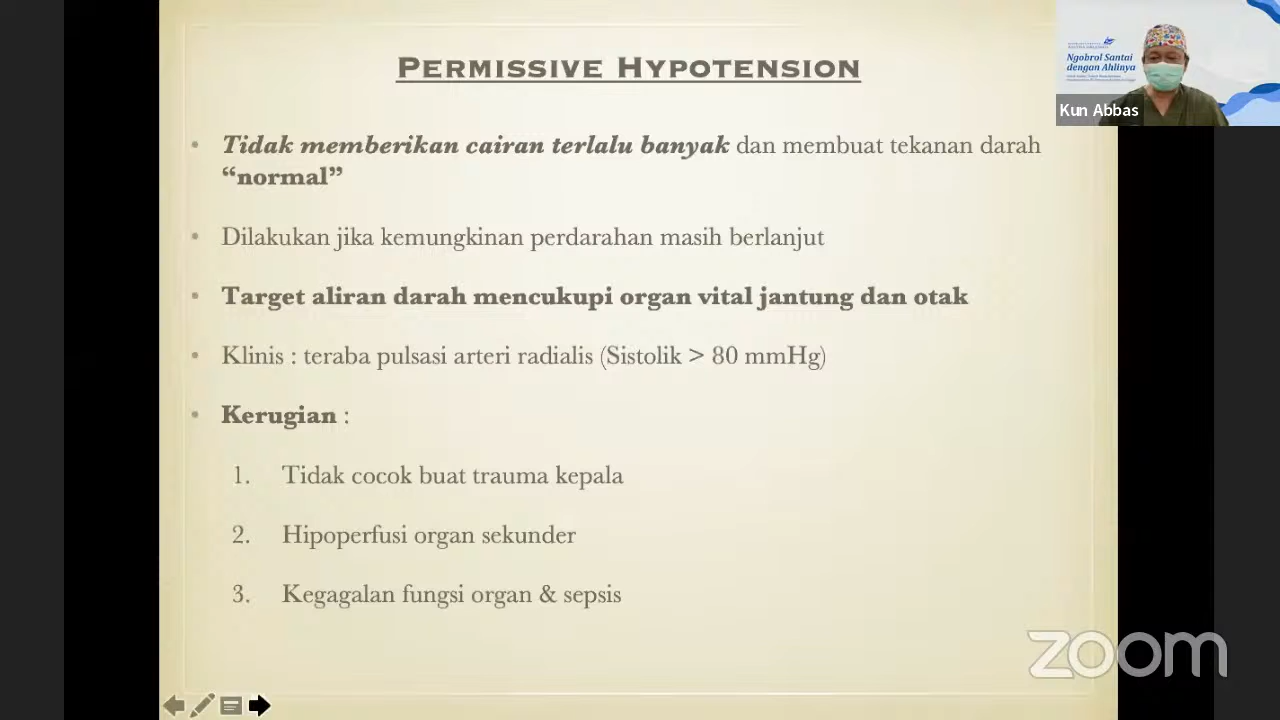 PERMISSIVE HYPOTENSION
• Tidak memberikan cairan terlalu banyak dan membuat tekanan darah
“normal”
• Dilakukan jika kemungkinan perdarahan masih berlanjut
• Target aliran darah mencukupi organ vital jantung dan otak
• Klinis : teraba pulsasi arteri radialis (Sistolik > 80 mmHg)
• Kerugian :
1. Tidak cocok buat trauma kepala
2. Hipoperfusi organ sekunder
3. Kegagalan fungsi organ & sepsis
Ngobrol Santai
dengan Ahlinya
Kun Abbas
zoom